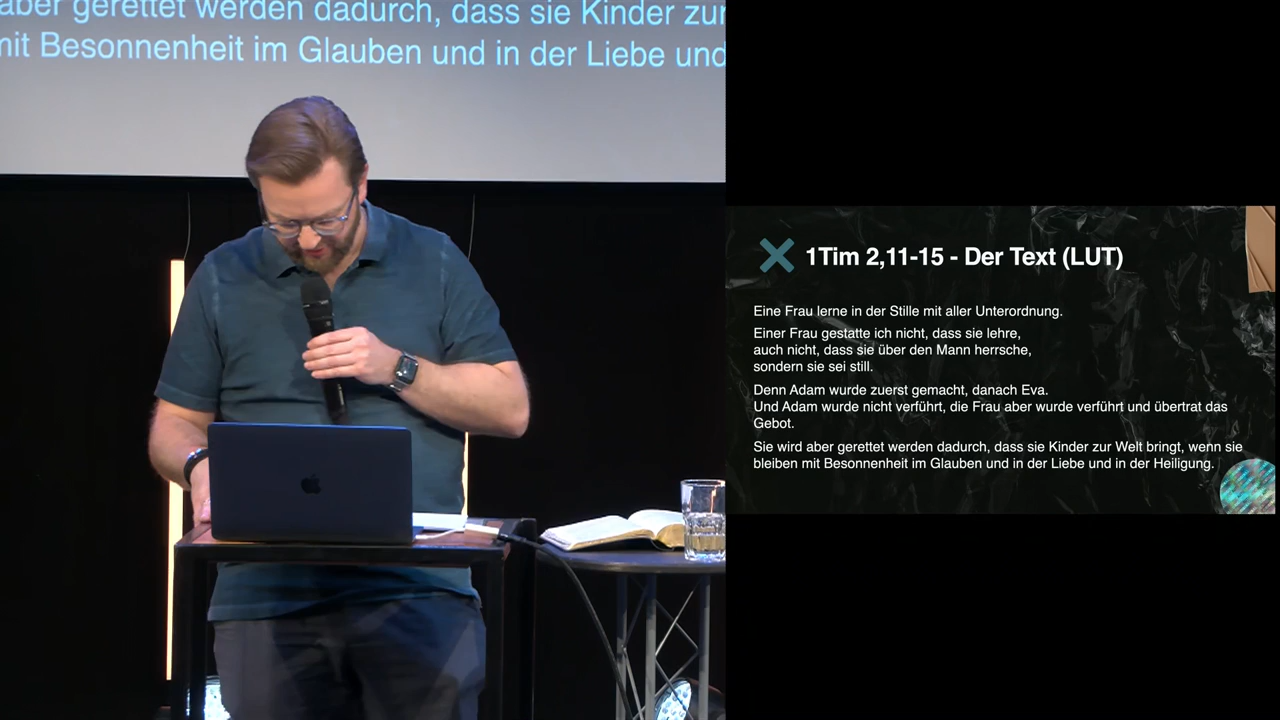 aber gerettet werden dadurch, dass sie Kinder zur
mit Besonnenheit im Glauben und in der Liebe und
1Tim 2,11-15 - Der Text (LUT)
Eine Frau lerne in der Stille mit aller Unterordnung.
Einer Frau gestatte ich nicht, dass sie lehre,
auch nicht, dass sie über den Mann herrsche,
sondern sie sei still.
Denn Adam wurde zuerst gemacht, danach Eva.
Und Adam wurde nicht verführt, die Frau aber wurde verführt und übertrat das
Gebot.
Sie wird aber gerettet werden dadurch, dass sie Kinder zur Welt bringt, wenn sie
bleiben mit Besonnenheit im Glauben und in der Liebe und in der Heiligung.